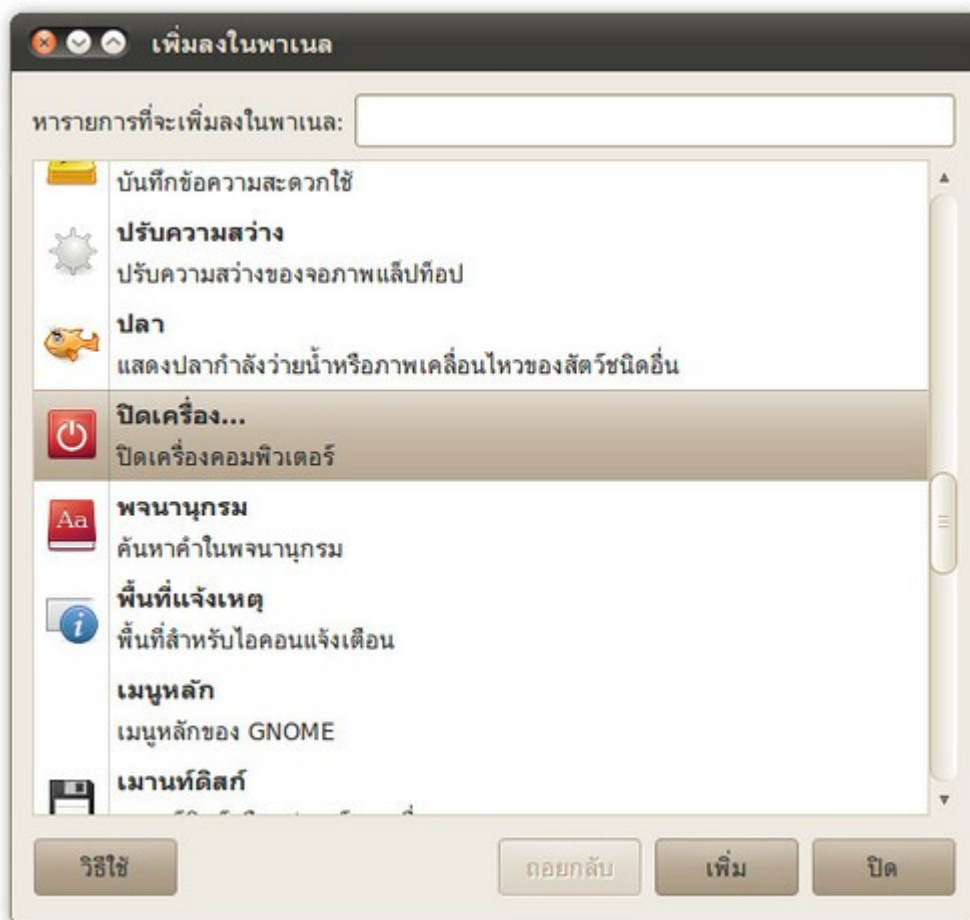 เพิ่มลงในพาเนล
หารายการที่จะเพิ่มลงในพาเนล:
บันทึกข้อความสะดวกใช้
ปรับความสว่าง
ปรับความสว่างของจอภาพแล็ปท็อป
ปลา
แสดงปลากำลังว่ายน้ำหรือภาพเคลื่อนไหวของสัตว์ชนิดอื่น
ปิดเครื่อง...
ปิดเครื่องคอมพิวเตอร์
Aa
พจนานุกรม
ค้นหาคำในพจนานุกรม
i
พื้นที่แจ้งเหตุ
พื้นที่สำหรับไอคอนแจ้งเตือน
เมนูหลัก
เมนูหลักของ GNOME
เมานท์ดิสก์
วิธีใช้
ถอยกลับ
เพิ่ม
ปิด